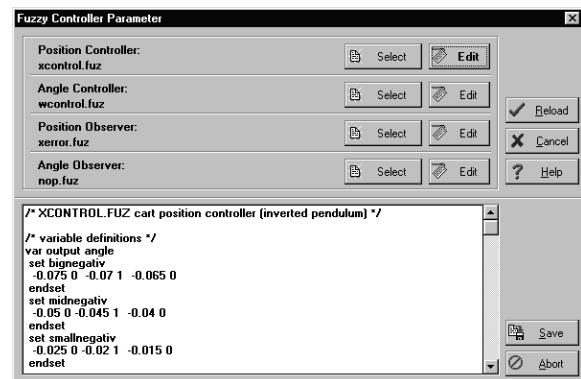 Fuzzy Controller Parameter
Position Controller:
xcontrol.fuz
Select
Edit
Angle Controller:
wcontrol.fuz
Select
Edit
Position Observer:
xerror.fuz
Select
Edit
Angle Observer:
nop.fuz
Select
Edit
Reload
Cancel
? Help
/* XCONTROL.FUZ cart position controller (inverted pendulum) */
/* variable definitions */
var output angle
set bignegativ
-0.075 0 -0.07 1 -0.065 0
endset
set midnegativ
-0.05 0 -0.045 1 -0.04 0
endset
set smallnegativ
-0.025 0 -0.02 1 -0.015 0
endset
Save
Abort